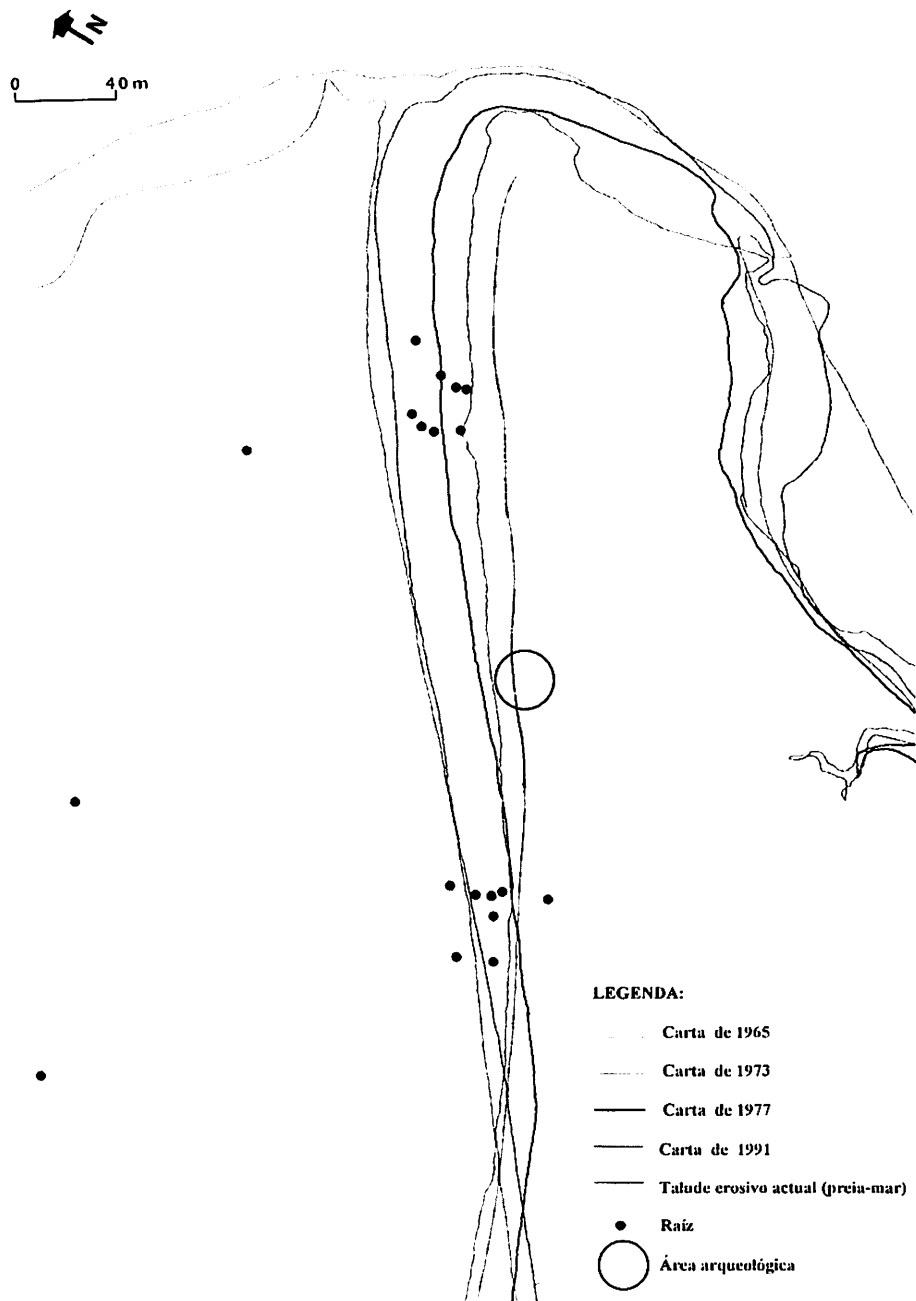 N
0 40 m
LEGENDA:
Carta de 1965
Carta de 1973
Carta de 1977
Carta de 1991
Talude erosivo actual (preia-mar)
Raíz
Área arqueológica